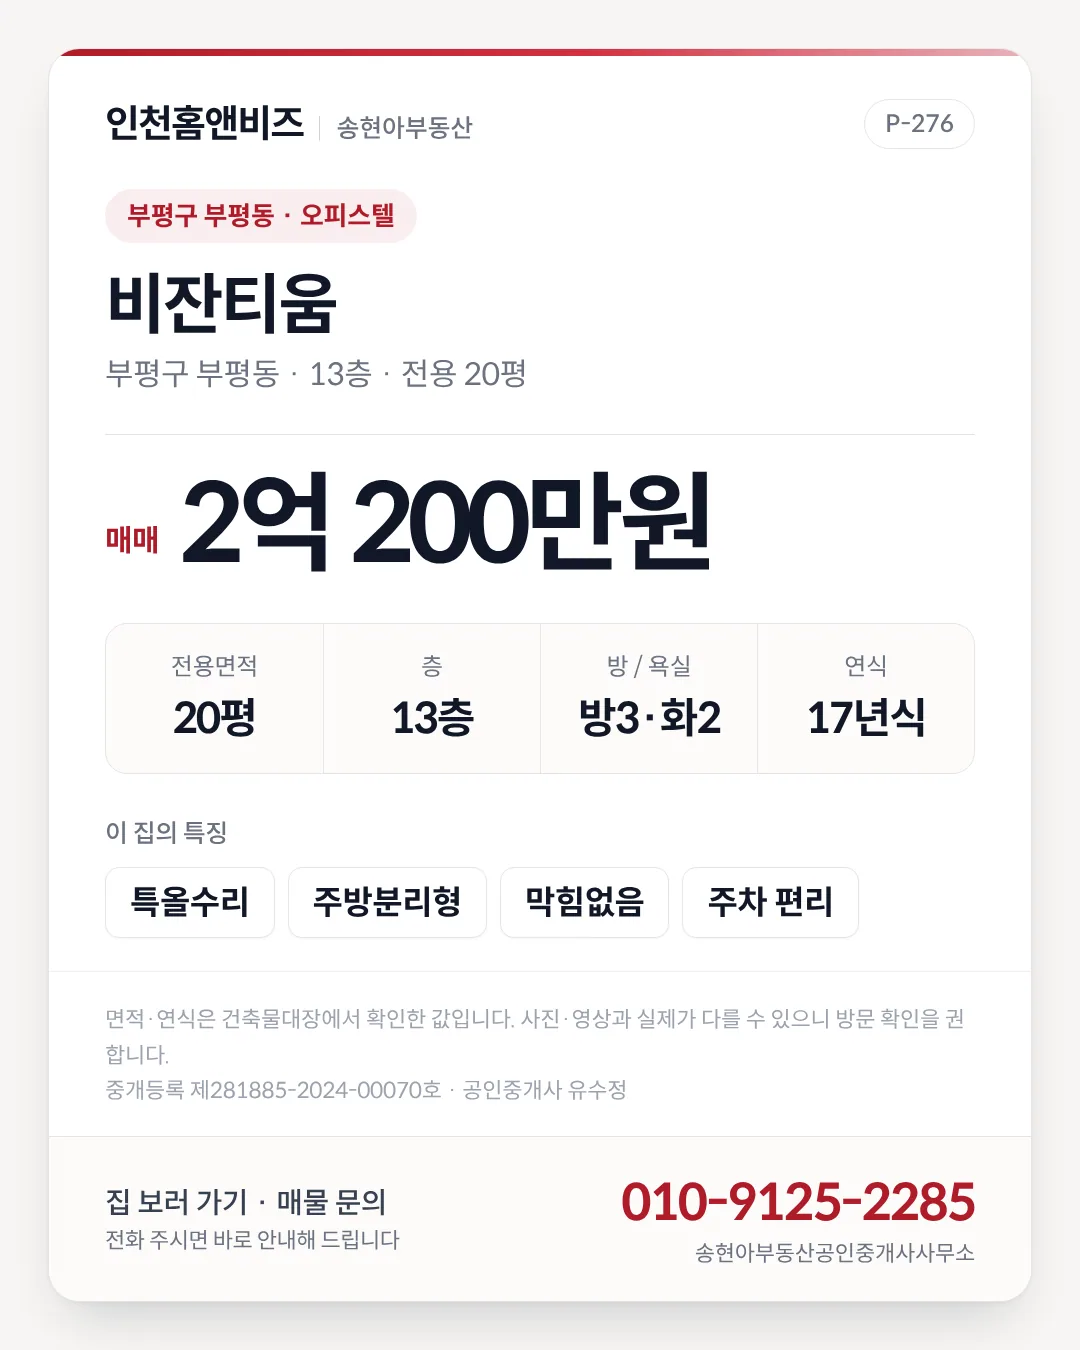 인천홈앤비즈 송현아부동산 P-276
부평구 부평동 · 오피스텔
비잔티움
부평구 부평동 · 13층 · 전용 20평
매매 2억 200만원
전용면적 층 방 / 욕실 연식
20평 13층 방3·화2 17년식
이 집의 특징
특올수리 주방분리형 막힘없음 주차 편리
면적·연식은 건축물대장에서 확인한 값입니다. 사진·영상과 실제가 다를 수 있으니 방문 확인을 권
합니다.
중개등록 제281885-2024-00070호 · 공인중개사 유수정
집 보러 가기 · 매물 문의
전화 주시면 바로 안내해 드립니다
010-9125-2285
송현아부동산공인중개사사무소